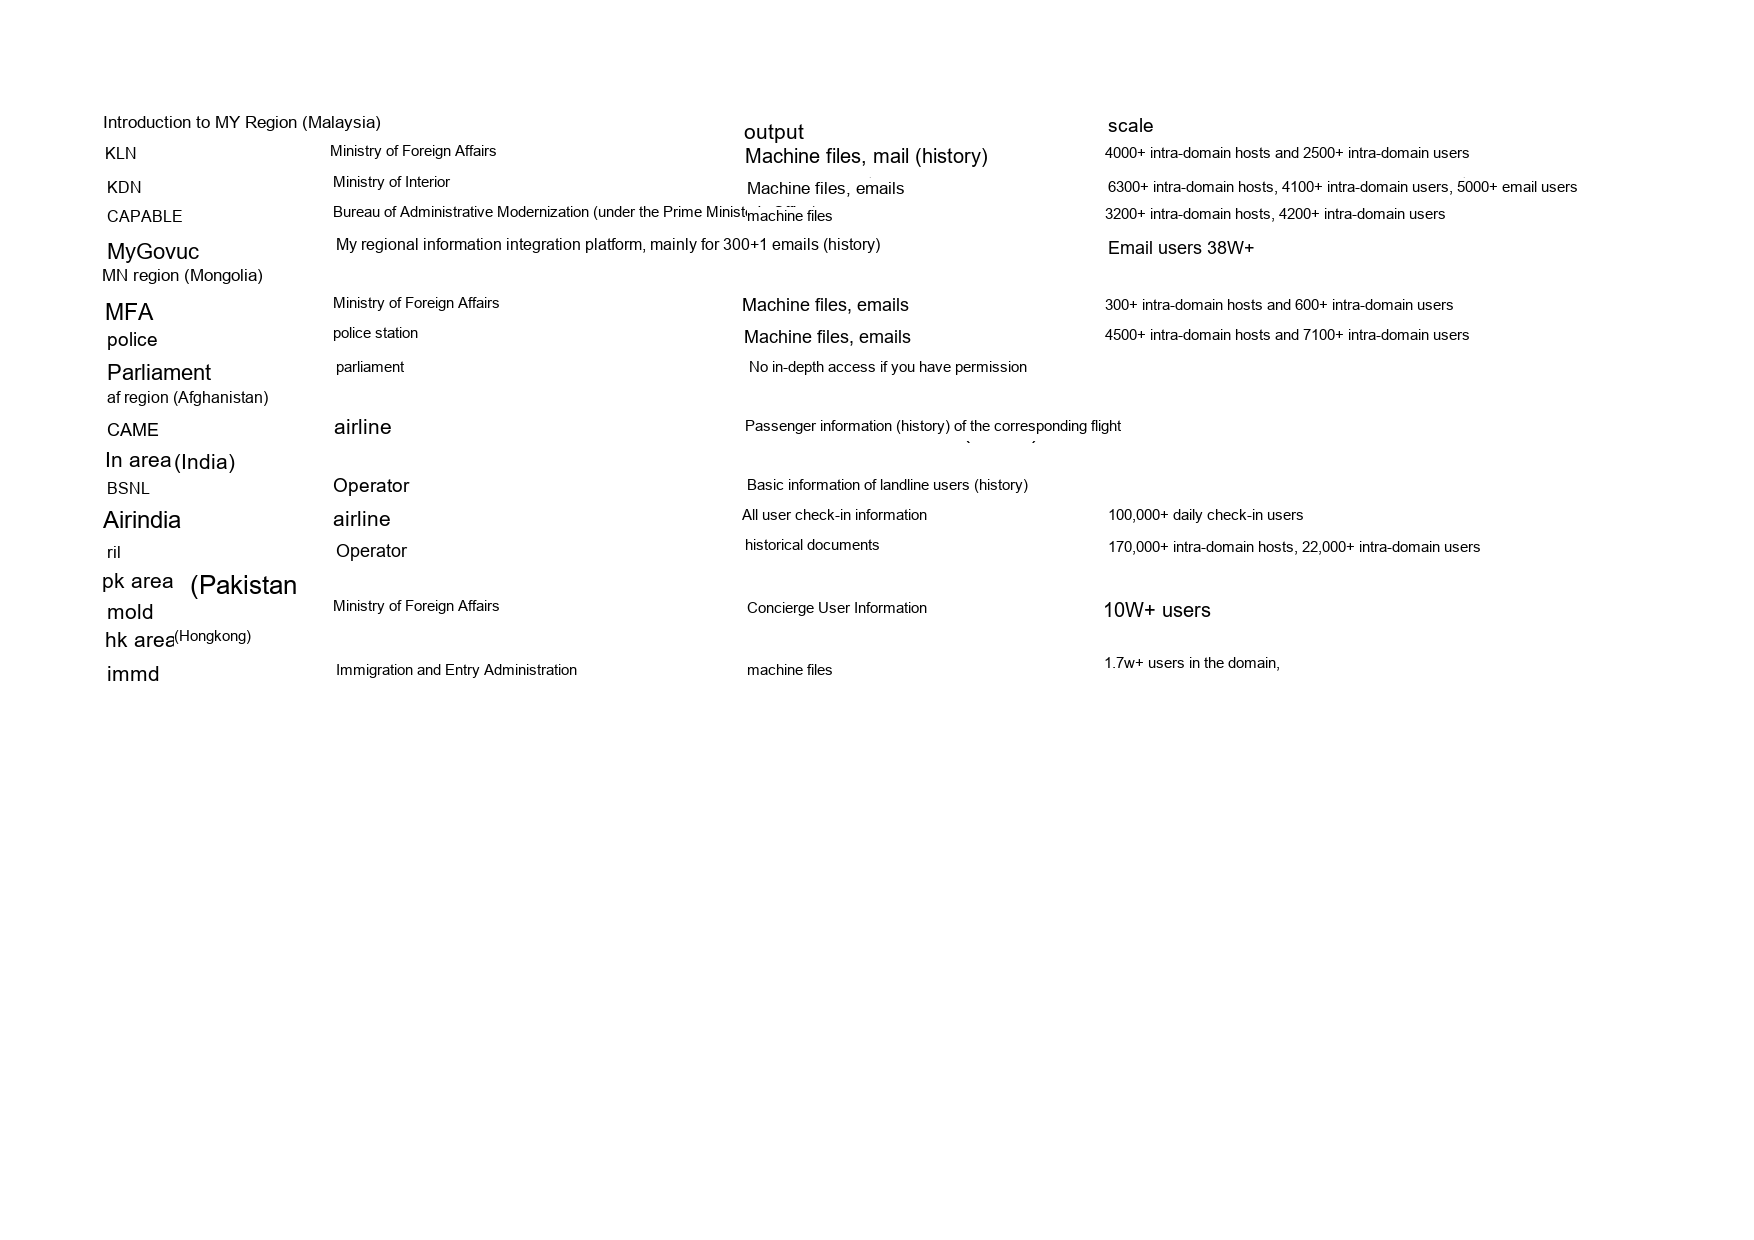 Introduction to MY Region (Malaysia) output scale
KLN Ministry of Foreign Affairs Machine files, mail (history) 4000+ intra-domain hosts and 2500+ intra-domain users
KDN Ministry of Interior Machine files, emails 6300+ intra-domain hosts, 4100+ intra-domain users, 5000+ email users
CAPABLE Bureau of Administrative Modernization (under the Prime machine files 3200+ intra-domain hosts, 4200+ intra-domain users
MyGovuc My regional information integration platform, mainly for 300+1 emails (history) Email users 38W+
MN region (Mongolia)
MFA Ministry of Foreign Affairs Machine files, emails 300+ intra-domain hosts and 600+ intra-domain users
police police station Machine files, emails 4500+ intra-domain hosts and 7100+ intra-domain users
Parliament parliament No in-depth access if you have permission
af region (Afghanistan)
CAME airline Passenger information (history) of the corresponding flight
In area (India)
BSNL Operator Basic information of landline users (history)
Airindia airline All user check-in information 100,000+ daily check-in users
ril Operator historical documents 170,000+ intra-domain hosts, 22,000+ intra-domain users
pk area (Pakistan
mold Ministry of Foreign Affairs Concierge User Information 10W+ users
hk area (Hongkong)
immd Immigration and Entry Administration machine files 1.7w+ users in the domain,